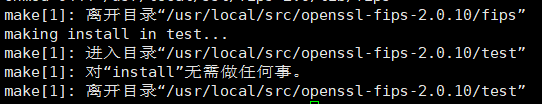 make[1]: 离开目录“/usr/local/src/openssl-fips-2.0.10/fips”
making install in test...
make[1]: 进入目录“/usr/local/src/openssl-fips-2.0.10/test”
make[1]: 对“install”无需做任何事。
make[1]: 离开目录“/usr/local/src/openssl-fips-2.0.10/test”